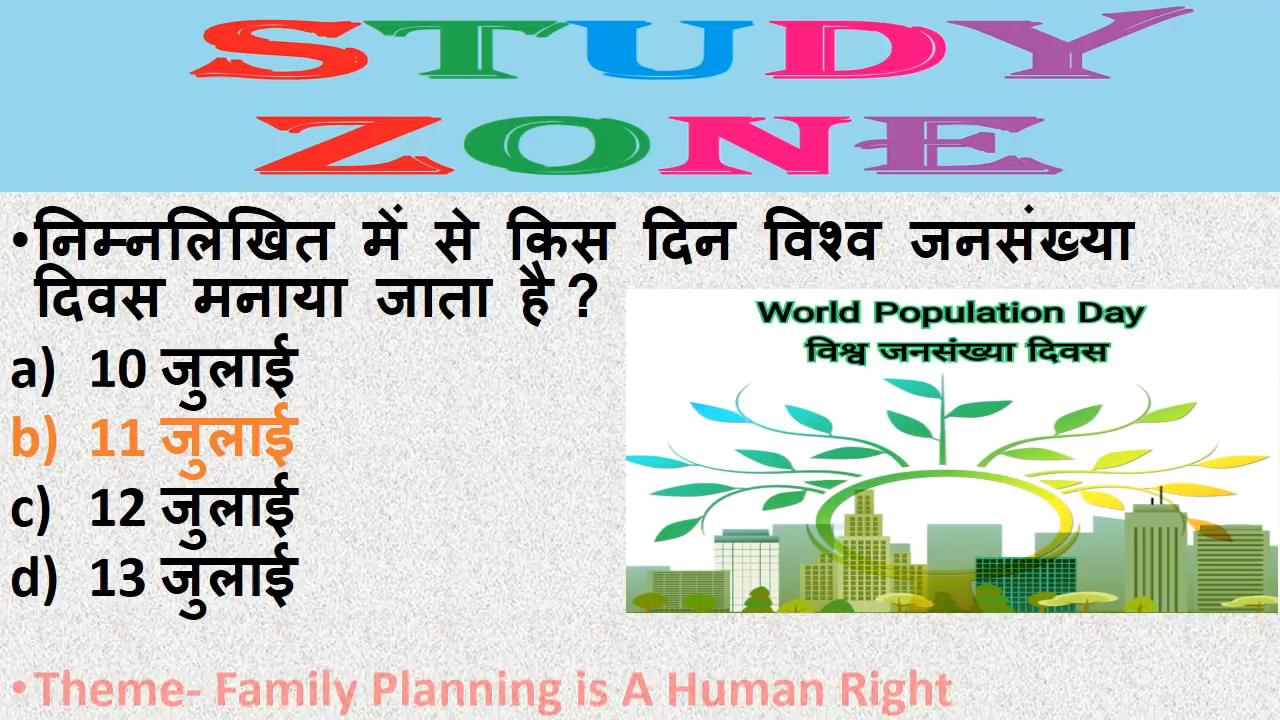 STUDY
ZONE
•निम्नलिखित में से किस दिन विश्व जनसंख्या
दिवस मनाया जाता है ?
World Population Day
विश्व जनसंख्या दिवस
a) 10 जुलाई
b) 11 जुलाई
c) 12 जुलाई
d) 13 जुलाई
• Theme- Family Planning is A Human Right